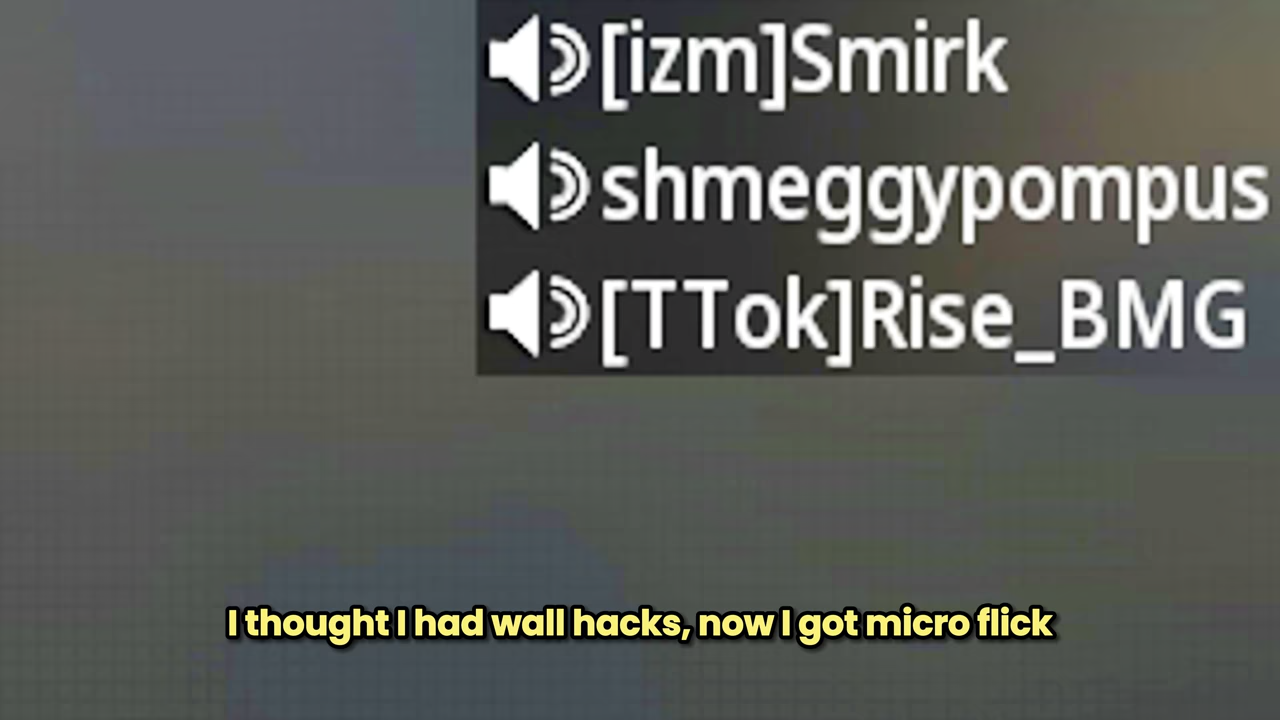 [izm]Smirk
shmeggypompus
[TTok]Rise_BMG
I thought I had wall hacks, now I got micro flick